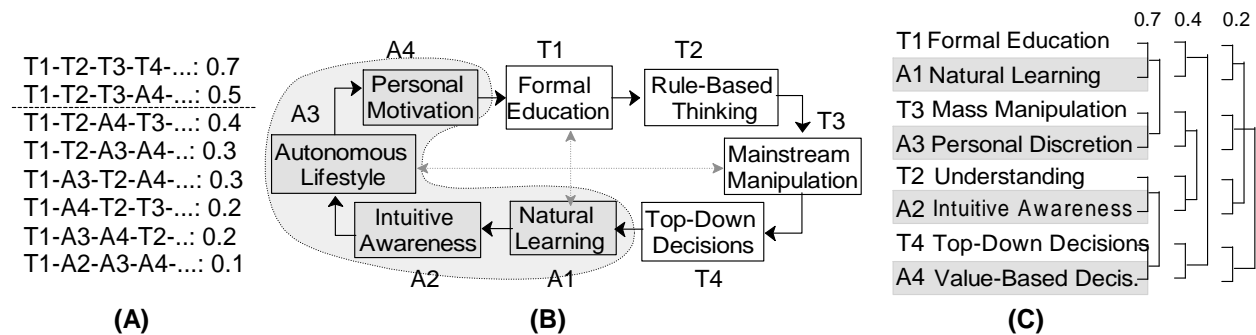 T1-T2-T3-T4-...: 0.7
T1-T2-T3-A4-...: 0.5
T1-T2-A4-T3-...: 0.4
T1-T2-A3-A4-...: 0.3
T1-A3-T2-A4-...: 0.3
T1-A4-T2-T3-...: 0.2
T1-A3-A4-T2-...: 0.2
T1-A2-A3-A4-...: 0.1
(A)
A4
Personal
Motivation
T1
Formal
Education
T2
Rule-Based
Thinking
T3
Mainstream
Manipulation
A3
Autonomous
Lifestyle
Intuitive
Awareness
A2
Natural
Learning
A1
Top-Down
Decisions
T4
(B)
0.7 0.4 0.2
T1 Formal Education
A1 Natural Learning
T3 Mass Manipulation
A3 Personal Discretion
T2 Understanding
A2 Intuitive Awareness
T4 Top-Down Decisions
A4 Value-Based Decis.
(C)